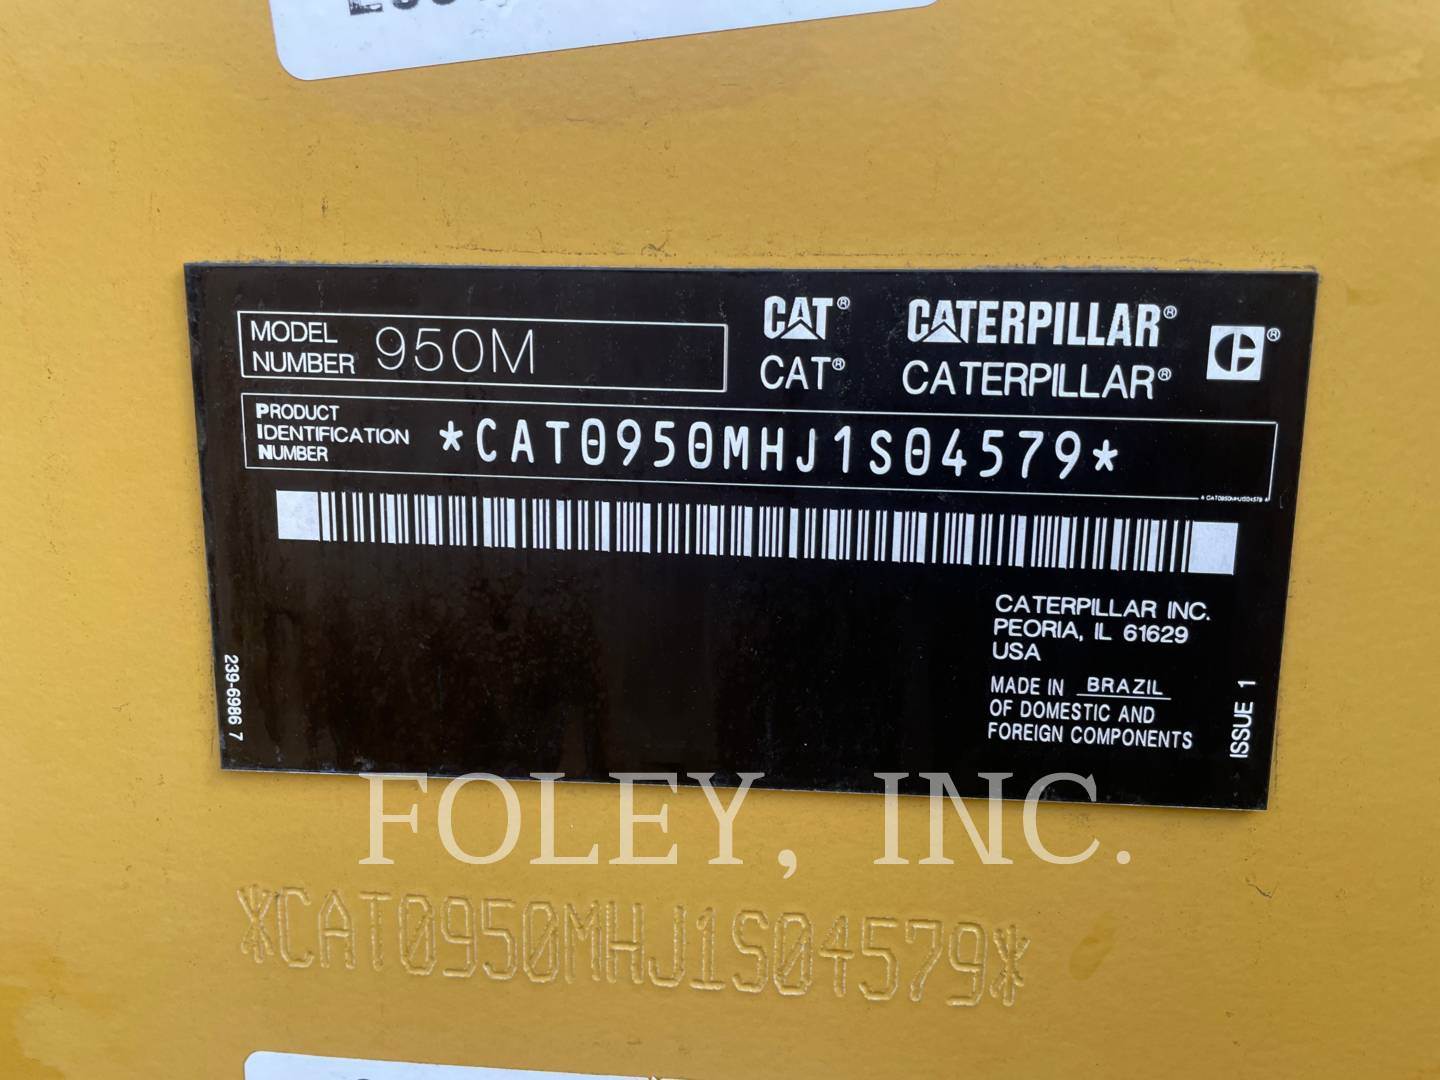 MODEL NUMBER 950M
CAT® CATERPILLAR®
CAT® CATERPILLAR®
PRODUCT
IDENTIFICATION
NUMBER
*CAT0950MHJ1S04579*
*CAT0950MHJ1S04579*
CATERPILLAR INC.
PEORIA, IL 61629
USA
MADE IN BRAZIL
OF DOMESTIC AND
FOREIGN COMPONENTS
239-6986 7
ISSUE 1
FOLEY, INC.
*CAT0950MHJ1S04579*